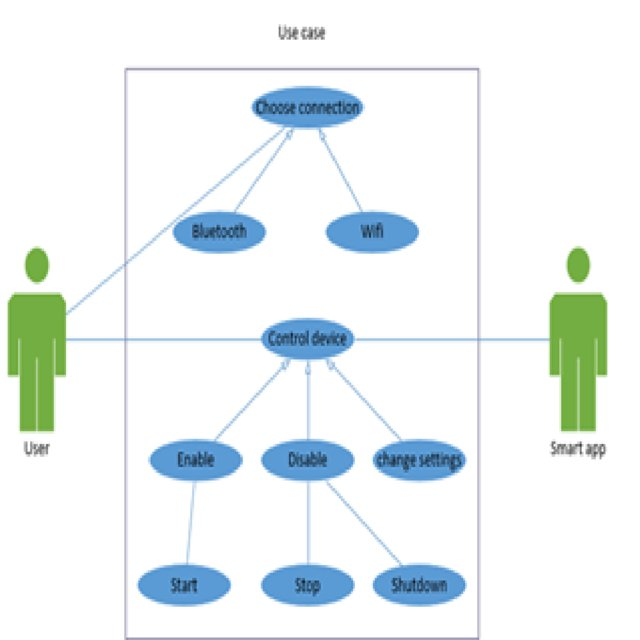 Use case
Choose connection
Bluetooth
Wifi
Control device
User
Smart app
Enable
Disable
change settings
Start
Stop
Shutdown